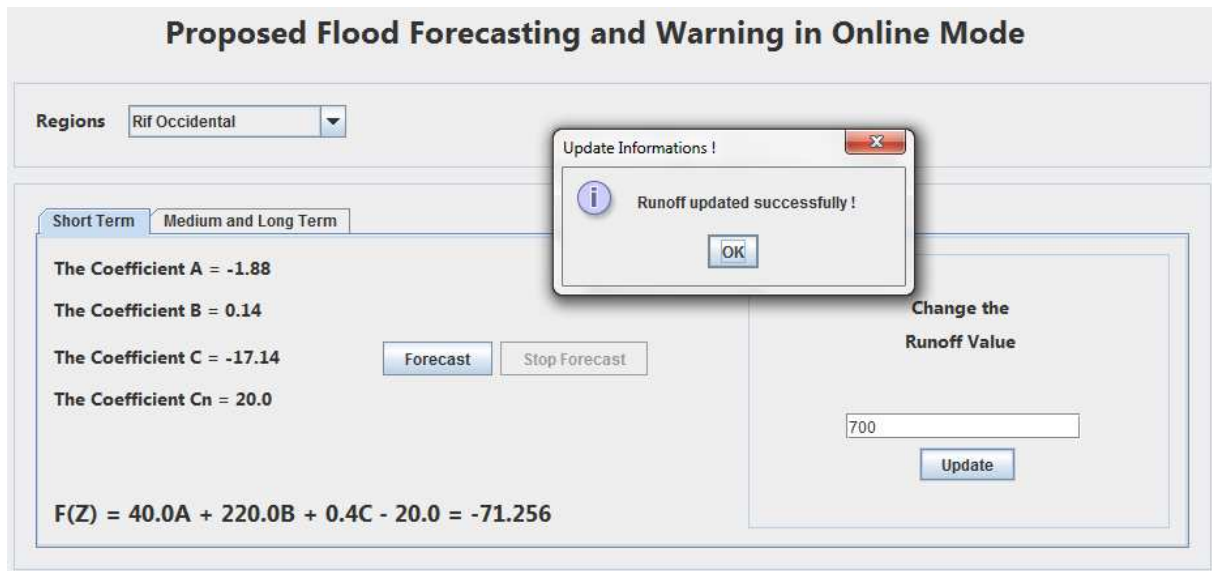 Proposed Flood Forecasting and Warning in Online Mode
Regions Rif Occidental
Update Informations !
Runoff updated successfully !
OK
Short Term Medium and Long Term
The Coefficient A = -1.88
The Coefficient B = 0.14
The Coefficient C = -17.14
The Coefficient Cn = 20.0
Forecast Stop Forecast
F(Z) = 40.0A + 220.0B + 0.4C - 20.0 = -71.256
Change the
Runoff Value
700
Update